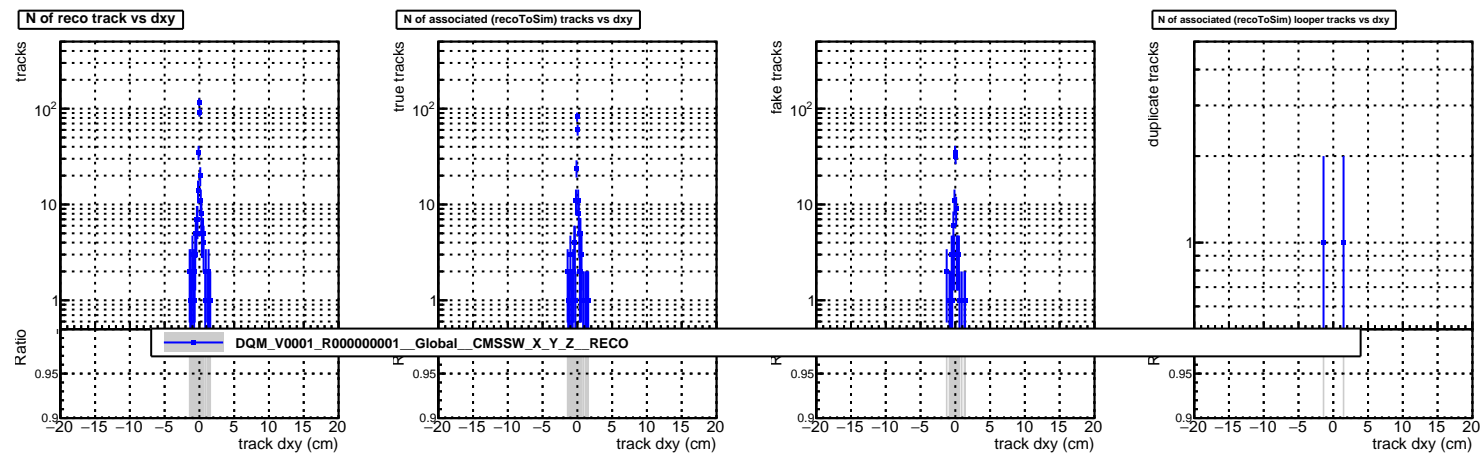 N of reco track vs dxy
N of associated (recoToSim) tracks vs dxy
N of associated (recoToSim) looper tracks vs dxy
tracks
10²
10
1
Ratio
0.95
0.9
−20 −15 −10 −5 0 5 10 15 20
track dxy (cm)
true tracks
10²
10
1
0.95
0.9
−20 −15 −10 −5 0 5 10 15 20
track dxy (cm)
fake tracks
10²
10
1
0.95
0.9
−20 −15 −10 −5 0 5 10 15 20
track dxy (cm)
duplicate tracks
1
0.95
0.9
−20 −15 −10 −5 0 5 10 15 20
track dxy (cm)
DQM_V0001_R000000001__Global__CMSSW_X_Y_Z__RECO